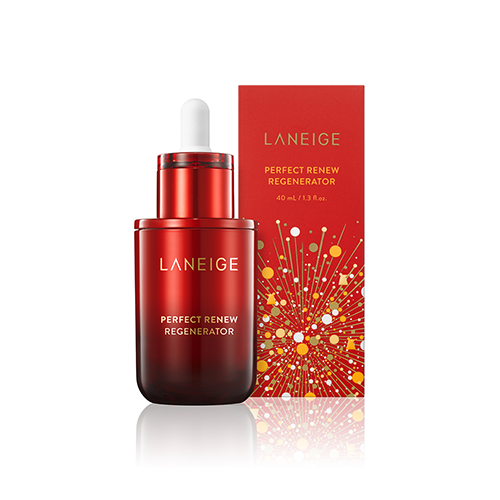 LANEIGE
PERFECT RENEW
REGENERATOR
40 mL / 1.3 fl.oz.
LANEIGE
PERFECT RENEW
REGENERATOR